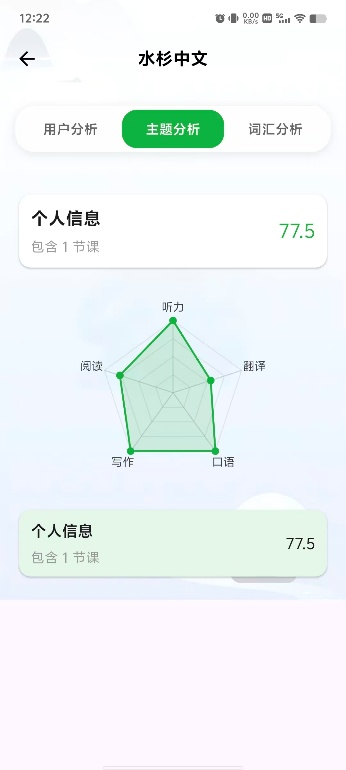 12:22
0.00
KB/s
HD
5G
水杉中文
用户分析
主题分析
词汇分析
个人信息
77.5
包含 1 节课
听力
阅读
翻译
写作
口语
个人信息
77.5
包含 1 节课